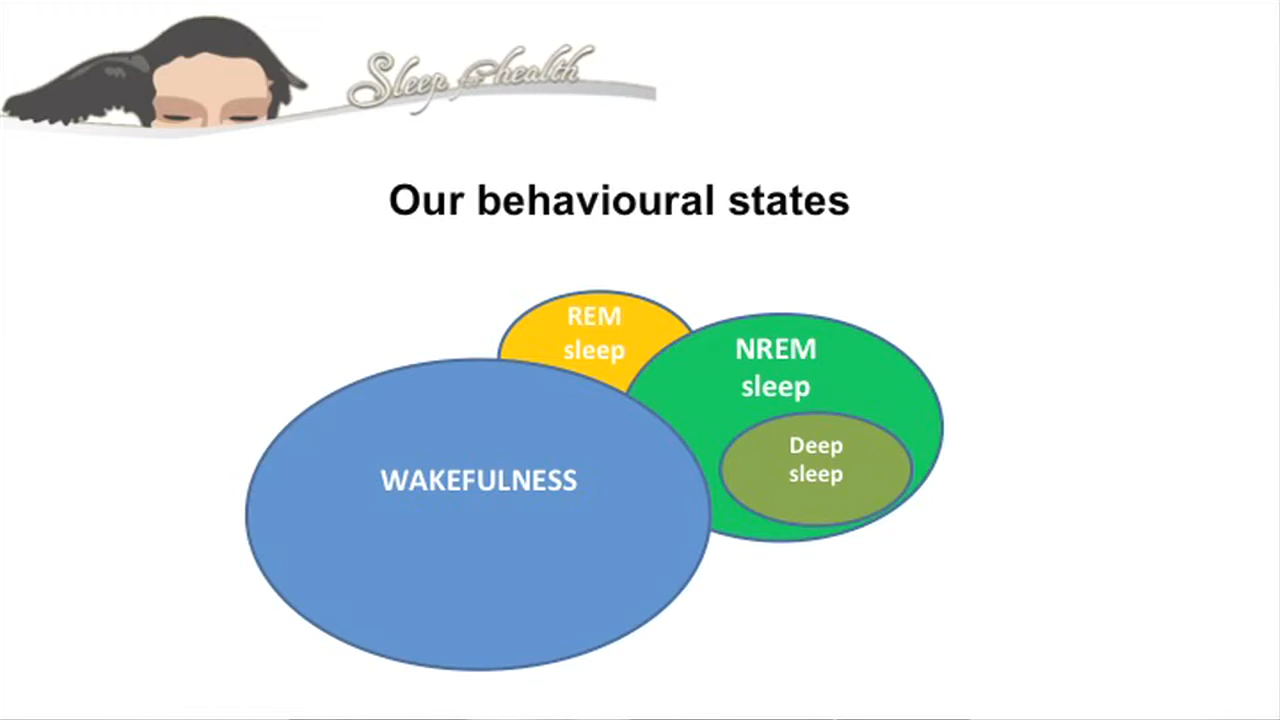 Sleep for health
Our behavioural states
REM
sleep
NREM
sleep
Deep
sleep
WAKEFULNESS